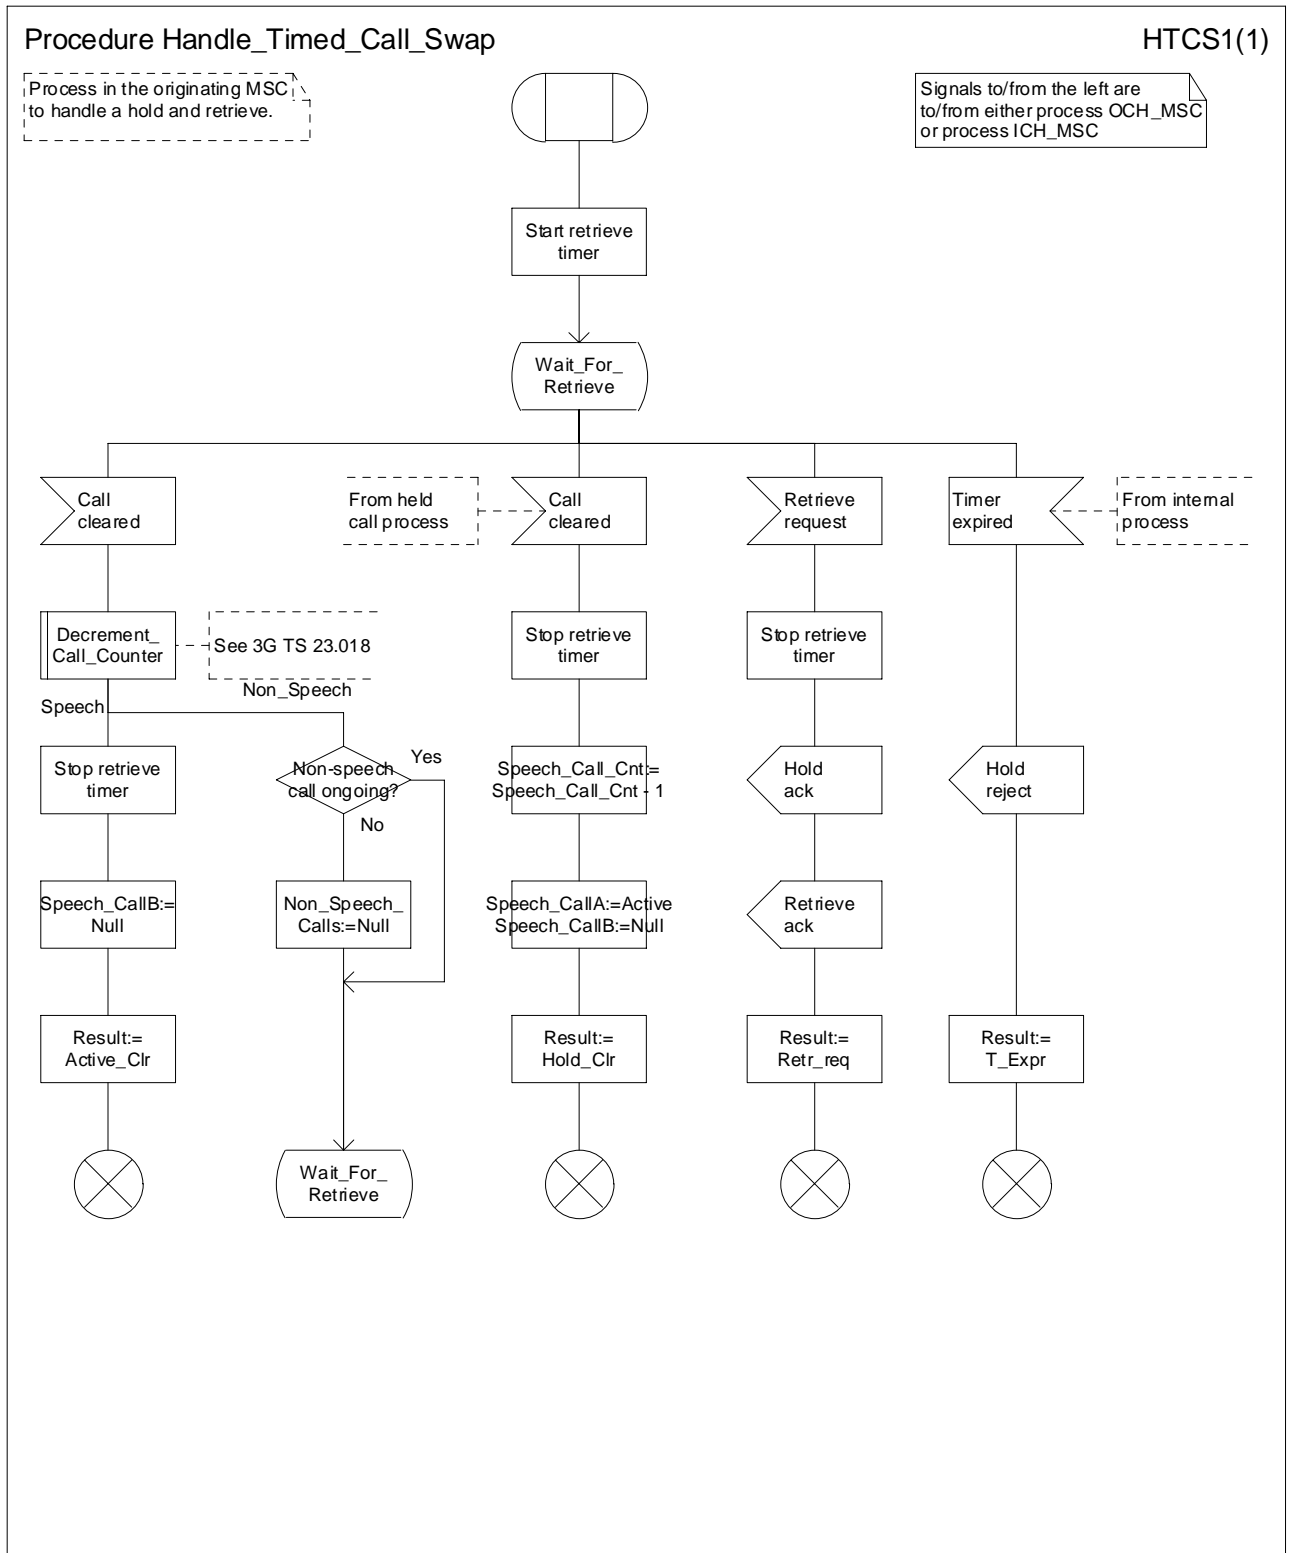 Procedure Handle_Timed_Call_Swap
HTCS1(1)
Process in the originating MSC
to handle a hold and retrieve.
Signals to/from the left are
to/from either process OCH_MSC
or process ICH_MSC
Start retrieve
timer
Wait_For_
Retrieve
Call
cleared
From held
call process
Call
cleared
Retrieve
request
Timer
expired
From internal
process
Decrement_
Call_Counter
See 3G TS 23.018
Stop retrieve
timer
Stop retrieve
timer
Non_Speech
Speech
Stop retrieve
timer
Non-speech
call ongoing?
Yes
No
Speech_Call_Cnt:=
Speech_Call_Cnt - 1
Hold
ack
Hold
reject
Speech_CallB:=
Null
Non_Speech_
Calls:=Null
Speech_CallA:=Active
Speech_CallB:=Null
Retrieve
ack
Result:=
Active_Clr
Result:=
Hold_Clr
Result:=
Retr_req
Result:=
T_Expr
Wait_For_
Retrieve